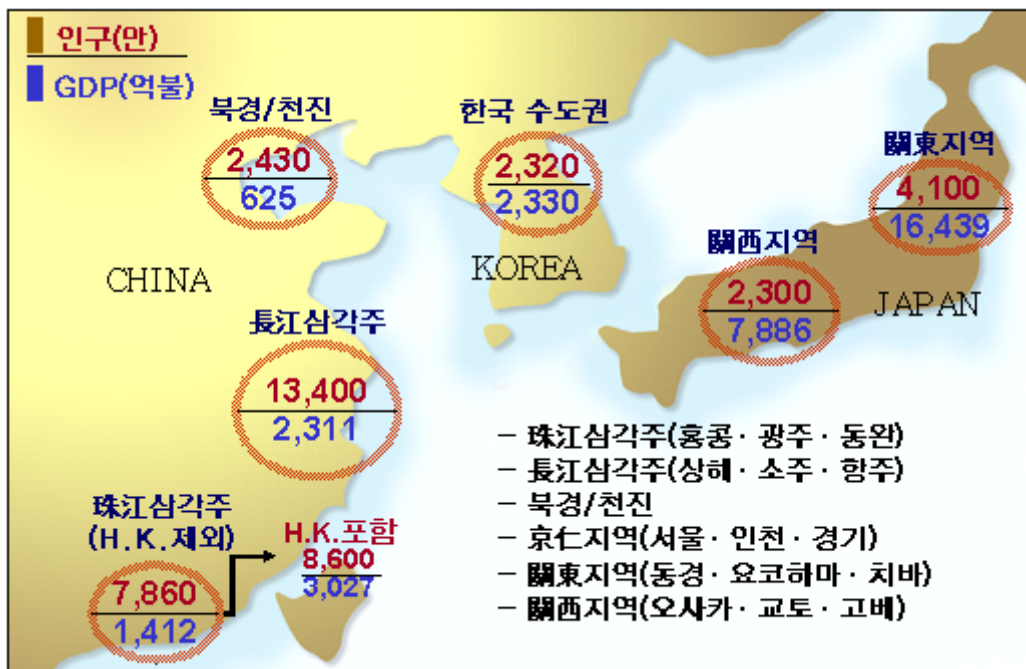 인구(만)
GDP(억불)
북경/천진
2,430
625
한국 수도권
2,320
2,330
關東지역
4,100
16,439
關西지역
2,300
7,886
CHINA
KOREA
JAPAN
長江삼각주
13,400
2,311
珠江삼각주
(H.K.제외)
7,860
1,412
H.K.포함
8,600
3,027
– 珠江삼각주(홍콩 · 광주 · 동완)
– 長江삼각주(상해 · 소주 · 항주)
– 북경/천진
– 京仁지역(서울 · 인천 · 경기)
– 關東지역(동경 · 요코하마 · 치바)
– 關西지역(오사카 · 교토 · 고베)